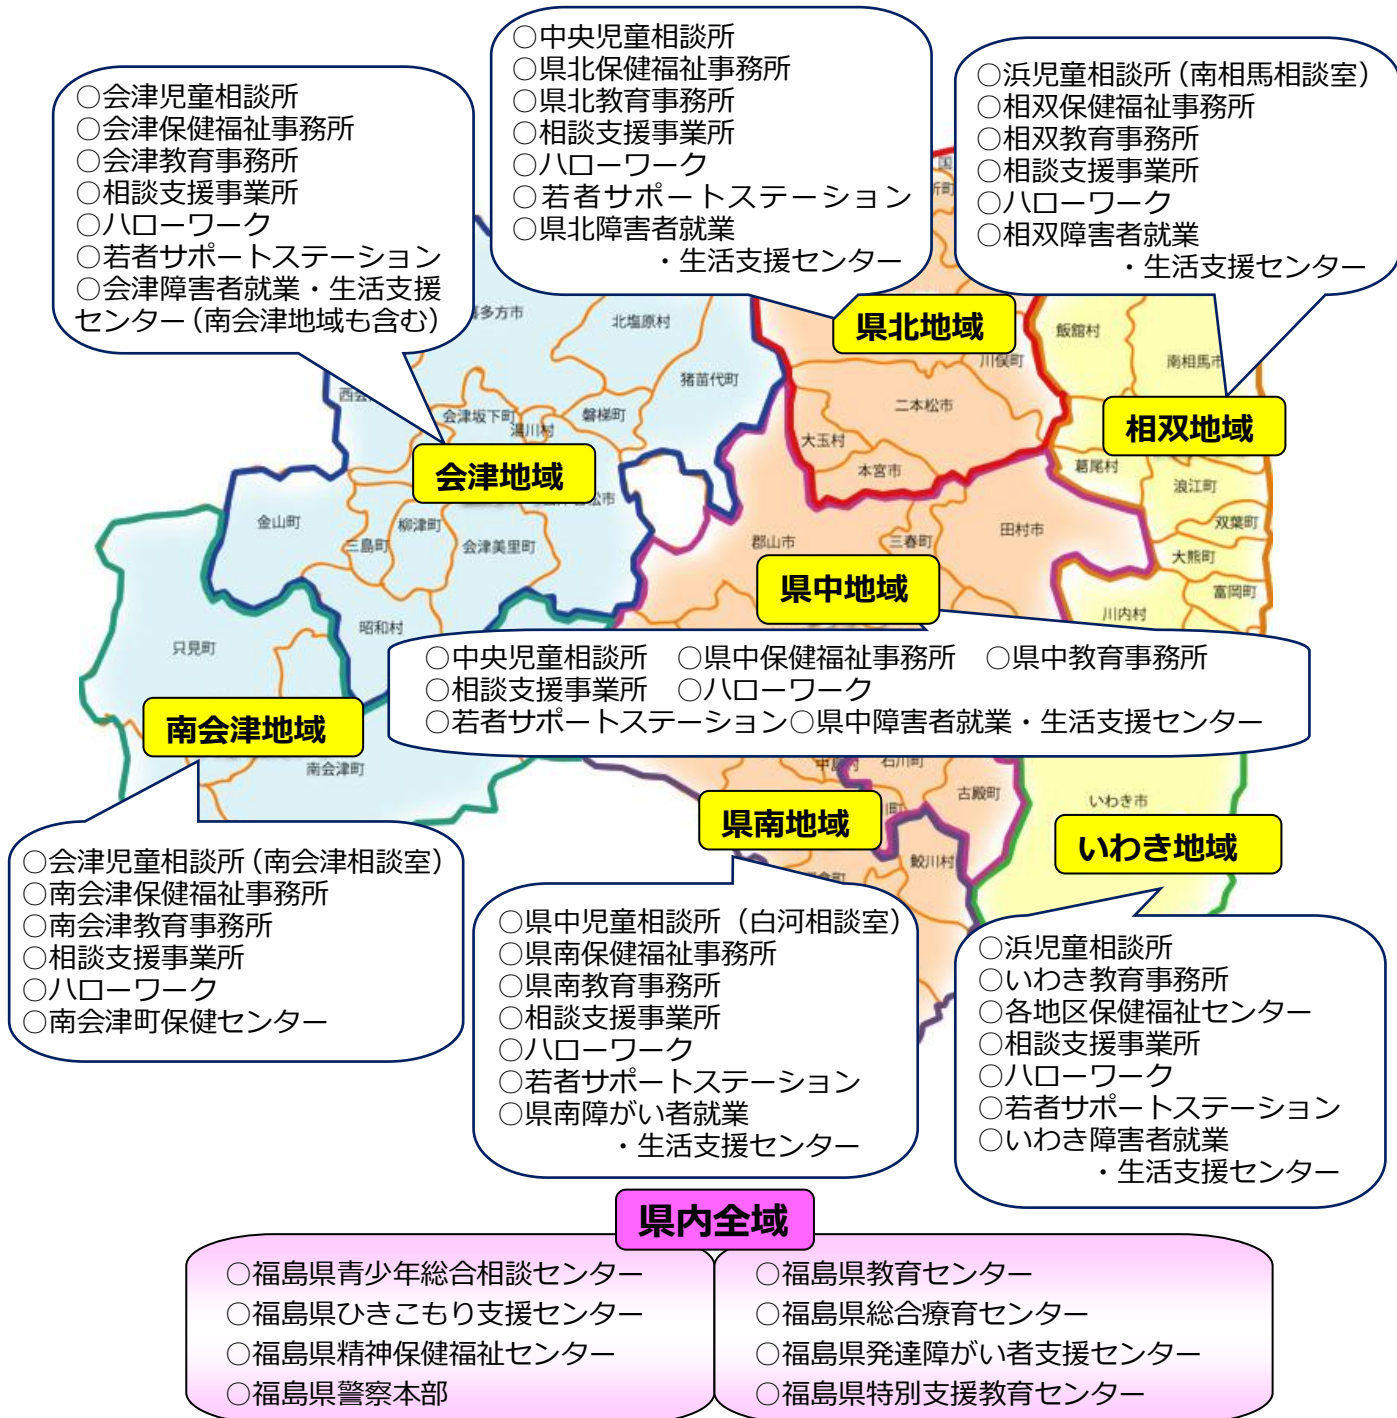 ○中央児童相談所
○県北保健福祉事務所
○県北教育事務所
○相談支援事業所
○ハローワーク
○若者サポートステーション
○県北障害者就業
・生活支援センター
○浜児童相談所（南相馬相談室）
○相双保健福祉事務所
○相双教育事務所
○相談支援事業所
○ハローワーク
○相双障害者就業
・生活支援センター
○会津児童相談所
○会津保健福祉事務所
○会津教育事務所
○相談支援事業所
○ハローワーク
○若者サポートステーション
○会津障害者就業・生活支援
センター（南会津地域も含む）
国
多方市
北塩原村
県北地域
飯舘村
川俣町
南相馬市
猪苗代町
西会
会津坂下町
湯川村
磐梯町
二本松市
大玉村
本宮市
相双地域
会津地域
葛尾村
浪江町
双葉町
大熊町
富岡町
川内村
金山町
柳津町
三島町
会津美里町
松市
昭和村
郡山市
三春町
田村市
県中地域
只見町
○中央児童相談所　○県中保健福祉事務所　○県中教育事務所
○相談支援事業所　○ハローワーク
○若者サポートステーション○県中障害者就業・生活支援センター
南会津地域
南会津町
石川町
古殿町
町
鮫川村
県南地域
いわき市
いわき地域
○会津児童相談所（南会津相談室）
○南会津保健福祉事務所
○南会津教育事務所
○相談支援事業所
○ハローワーク
○南会津町保健センター
○県中児童相談所（白河相談室）
○県南保健福祉事務所
○県南教育事務所
○相談支援事業所
○ハローワーク
○若者サポートステーション
○県南障がい者就業
・生活支援センター
○浜児童相談所
○いわき教育事務所
○各地区保健福祉センター
○相談支援事業所
○ハローワーク
○若者サポートステーション
○いわき障害者就業
・生活支援センター
県内全域
○福島県青少年総合相談センター
○福島県ひきこもり支援センター
○福島県精神保健福祉センター
○福島県警察本部
○福島県教育センター
○福島県総合療育センター
○福島県発達障がい者支援センター
○福島県特別支援教育センター